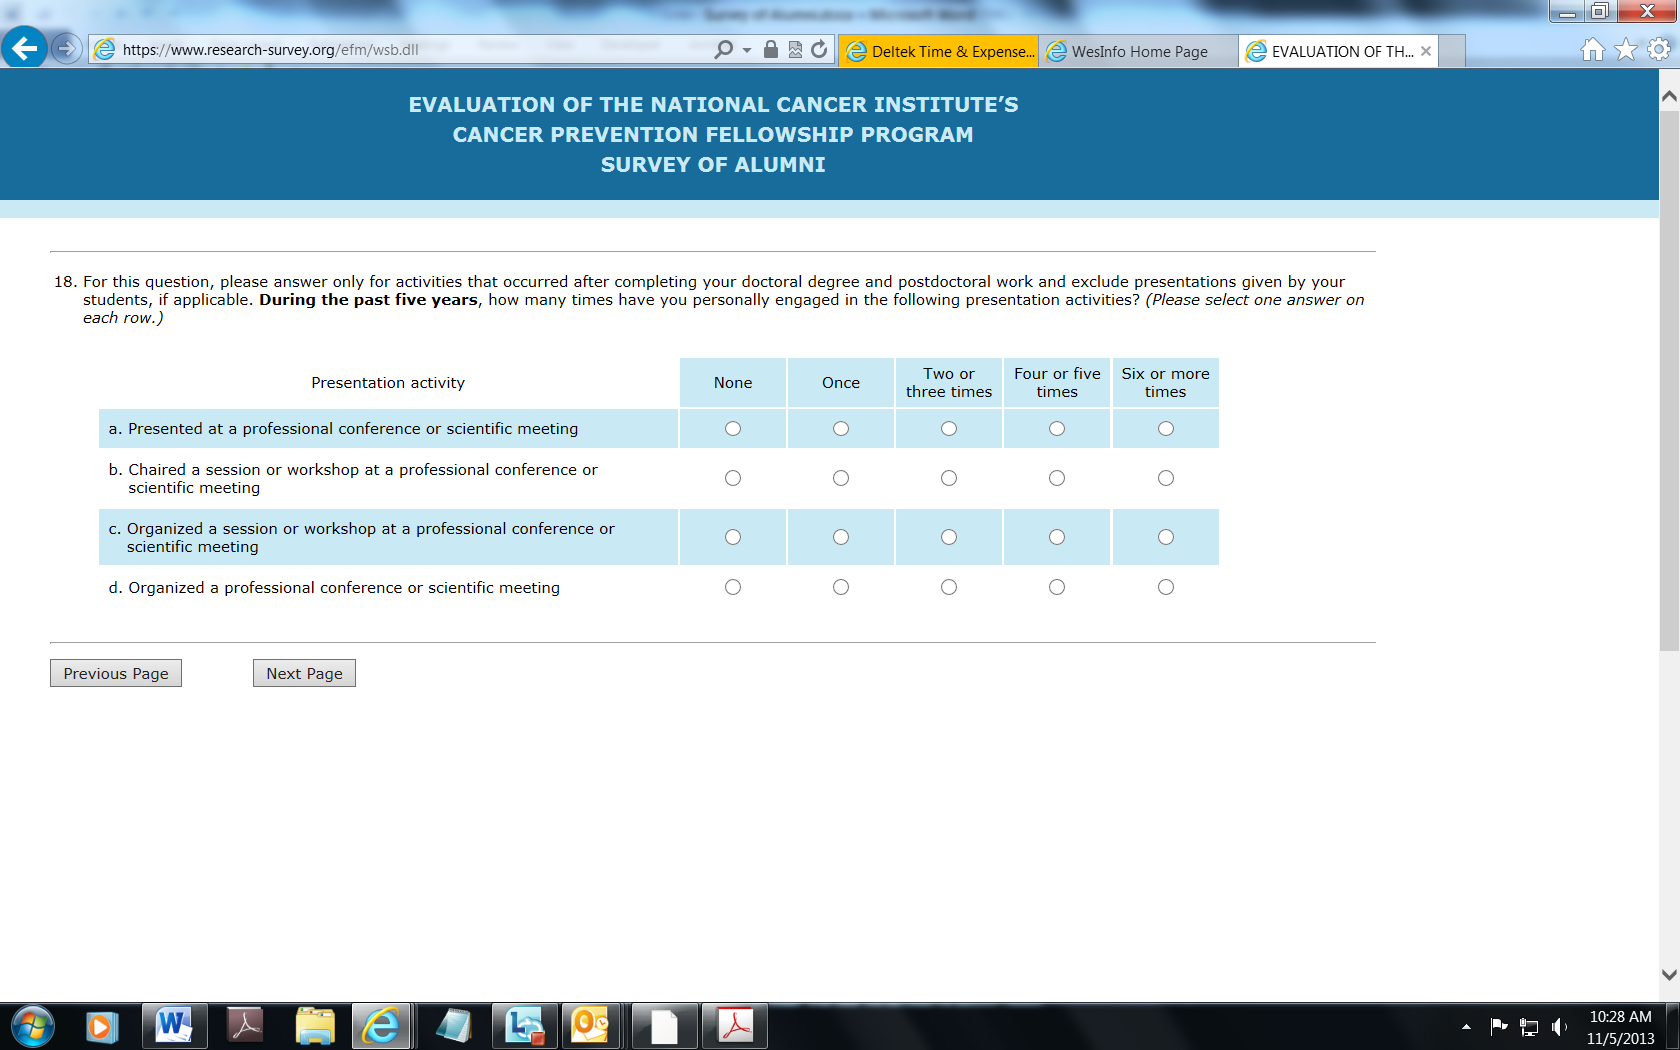 Survey of Alumni.docx - Microsoft Word
https://www.research-survey.org/efm/wsb.dll
Deltek Time & Expense...
WesInfo Home Page
EVALUATION OF TH...
EVALUATION OF THE NATIONAL CANCER INSTITUTE’S
CANCER PREVENTION FELLOWSHIP PROGRAM
SURVEY OF ALUMNI
18. For this question, please answer only for activities that occurred after completing your doctoral degree and postdoctoral work and exclude presentations given by your
students, if applicable. During the past five years, how many times have you personally engaged in the following presentation activities? (Please select one answer on
each row.)
Presentation activity
None
Once
Two or
three times
Four or five
times
Six or more
times
a. Presented at a professional conference or scientific meeting
b. Chaired a session or workshop at a professional conference or
scientific meeting
c. Organized a session or workshop at a professional conference or
scientific meeting
d. Organized a professional conference or scientific meeting
Previous Page
Next Page
10:28 AM
11/5/2013